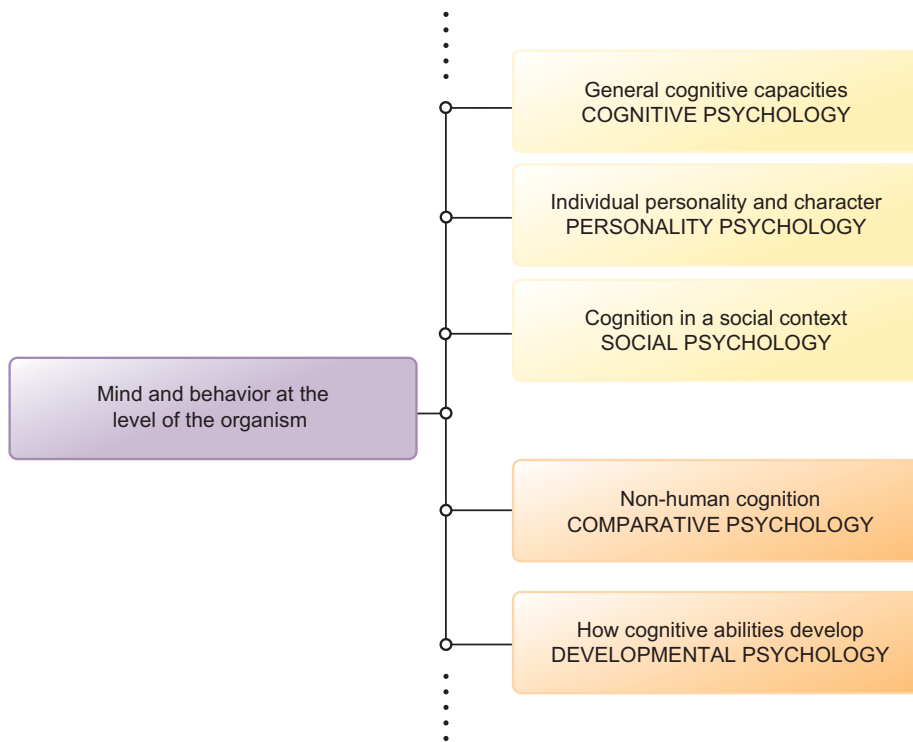 General cognitive capacities
COGNITIVE PSYCHOLOGY
Individual personality and character
PERSONALITY PSYCHOLOGY
Cognition in a social context
SOCIAL PSYCHOLOGY
Mind and behavior at the
level of the organism
Non-human cognition
COMPARATIVE PSYCHOLOGY
How cognitive abilities develop
DEVELOPMENTAL PSYCHOLOGY